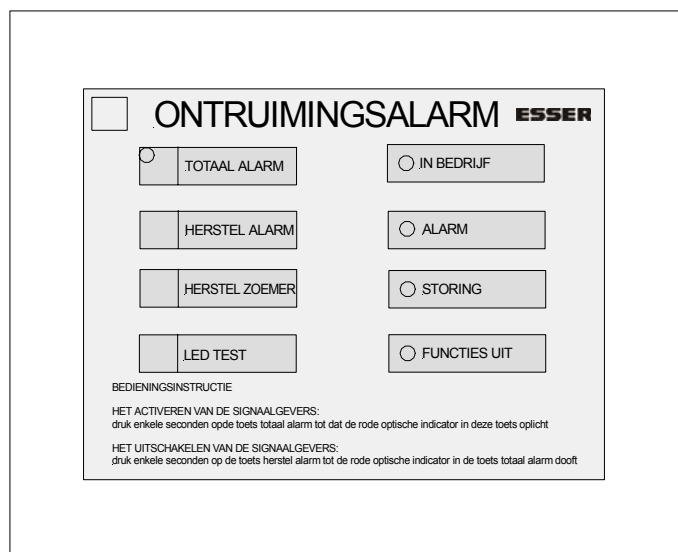 ONTRUIMINGSALARM ESSER
TOTAAL ALARM
IN BEDRIJF
HERSTEL ALARM
ALARM
HERSTEL ZOEMER
STORING
LED TEST
FUNCTIES UIT
BEDIENINGSINSTRUCTIE
HET ACTIVEREN VAN DE SIGNAALGEVERS:
druk enkele seconden opde toets totaal alarm tot dat de rode optische indicator in deze toets oplicht
HET UITSCHAKELEN VAN DE SIGNAALGEVERS:
druk enkele seconden op de toets herstel alarm tot de rode optische indicator in de toets totaal alarm dooft